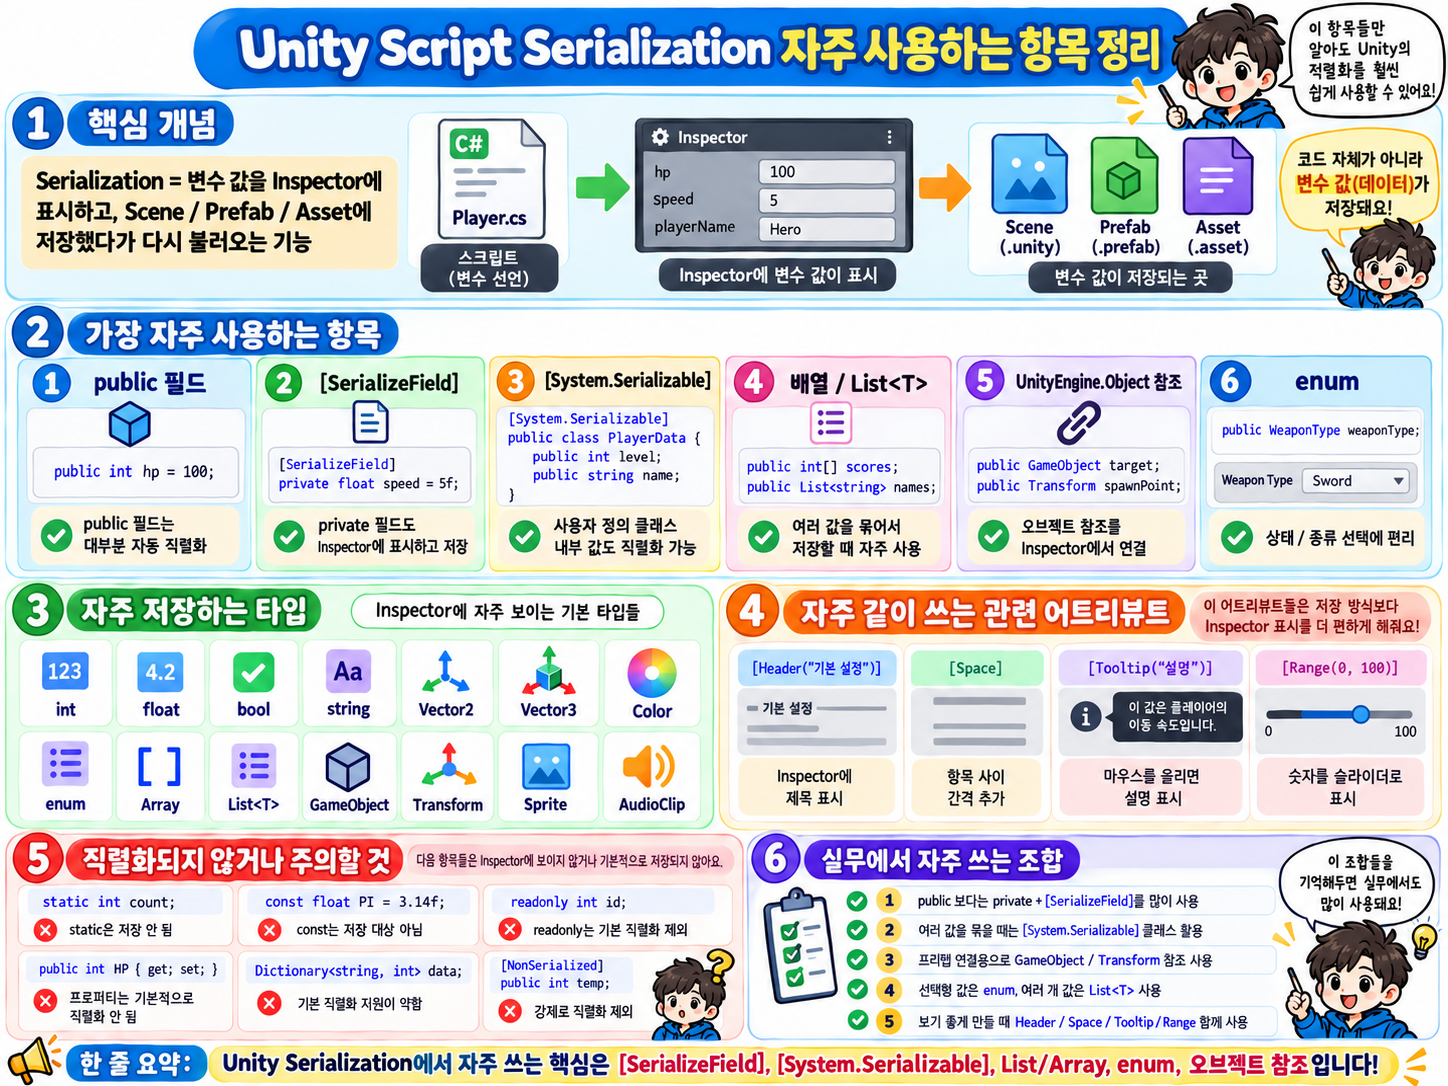 Unity Script Serialization 자주 사용하는 항목 정리
이 항목들만
알아도 Unity의
적렬화를 훨씬
쉽게 사용할 수 있어요!
1 핵심 개념
Serialization = 변수 값을 Inspector에
표시하고, Scene / Prefab / Asset에
저장했다가 다시 불러오는 기능
C#
Player.cs
스크립트
(변수 선언)
Inspector
hp 100
speed 5
playerName Hero
Inspector에 변수 값이 표시
Scene
(.unity)
Prefab
(.prefab)
Asset
(.asset)
변수 값이 저장되는 곳
코드 자체가 아니라
변수 값(데이터)가
저장돼요!
2 가장 자주 사용하는 항목
1 public 필드
public int hp = 100;
public 필드는
대부분 자동 직렬화
2 [SerializeField]
[SerializeField]
private float speed = 5f;
private 필드도
Inspector에 표시하고 저장
3 [System.Serializable]
[System.Serializable]
public class PlayerData {
public int level;
public string name;
}
사용자 정의 클래스
내부 값도 직렬화 가능
4 배열 / List<T>
public int[] scores;
public List<string> names;
여러 값을 묶어서
저장할 때 자주 사용
5 UnityEngine.Object 참조
public GameObject target;
public Transform spawnPoint;
오브젝트 참조를
Inspector에서 연결
6 enum
public WeaponType weaponType;
Weapon Type Sword
상태 / 종류 선택에 편리
3 자주 저장하는 타입
Inspector에 자주 보이는 기본 타입들
123
int
4.2
float
bool
Aa
string
Vector2
Vector3
Color
enum
Array
List<T>
GameObject
Transform
Sprite
AudioClip
4 자주 같이 쓰는 관련 어트리뷰트
이 어트리뷰트들은 저장 방식보다
Inspector 표시를 더 편하게 해줘요!
[Header("기본 설정")]
기본 설정
Inspector에
제목 표시
[Space]
항목 사이
간격 추가
[Tooltip("설명")]
이 값은 플레이어의
이동 속도입니다.
마우스를 올리면
설명 표시
[Range(0, 100)]
0 100
숫자를 슬라이더로
표시
5 직렬화되지 않거나 주의할 것
다음 항목들은 Inspector에 보이지 않거나 기본적으로 저장되지 않아요.
static int count;
static은 저장 안 됨
const float PI = 3.14f;
const는 저장 대상 아님
readonly int id;
readonly는 기본 직렬화 제외
public int HP { get; set; }
프로퍼티는 기본적으로
직렬화 안 됨
Dictionary<string, int> data;
기본 직렬화 지원이 약함
[NonSerialized]
public int temp;
강제로 직렬화 제외
?
6 실무에서 자주 쓰는 조합
1 public 보다는 private + [SerializeField]를 많이 사용
2 여러 값을 묶을 때는 [System.Serializable] 클래스 활용
3 프리팹 연결용으로 GameObject / Transform 참조 사용
4 선택형 값은 enum, 여러 개 값은 List<T> 사용
5 보기 좋게 만들 때 Header / Space / Tooltip / Range 함께 사용
이 조합들을
기억해두면 실무에서도
많이 사용돼요!
한 줄 요약: Unity Serialization에서 자주 쓰는 핵심은 [SerializeField], [System.Serializable], List/Array, enum, 오브젝트 참조입니다!